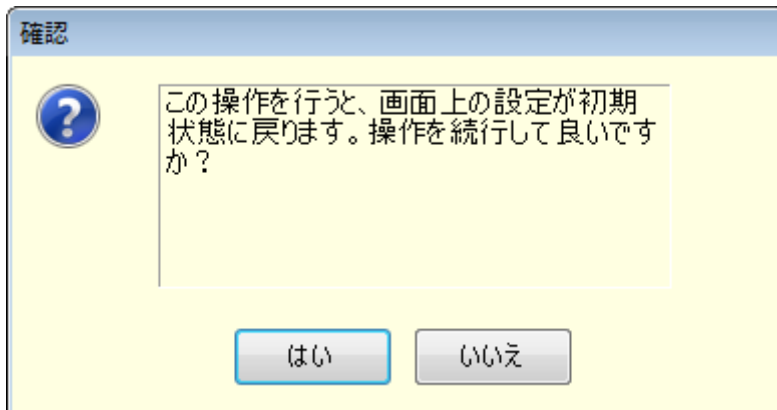 確認
この操作を行うと、画面上の設定が初期
状態に戻ります。操作を続行して良いです
か？
はい
いいえ